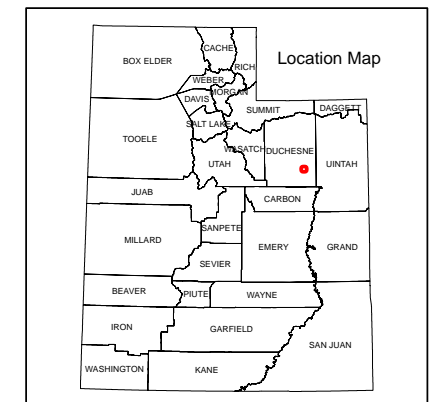 Location Map
BOX ELDER
CACHE
RICH
WEBER
MORGAN
DAVIS
SUMMIT
DAGGETT
SALT LAKE
TOOELE
WASATCH
DUCHESNE
UTAH
UINTAH
JUAB
CARBON
SANPETE
MILLARD
EMERY
GRAND
SEVIER
BEAVER
PIUTE
WAYNE
IRON
GARFIELD
SAN JUAN
WASHINGTON
KANE